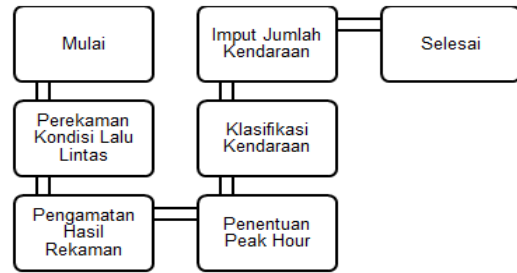 Mulai
Perekaman
Kondisi Lalu
Lintas
Pengamatan
Hasil
Rekaman
Penentuan
Peak Hour
Klasifikasi
Kendaraan
Imput Jumlah
Kendaraan
Selesai